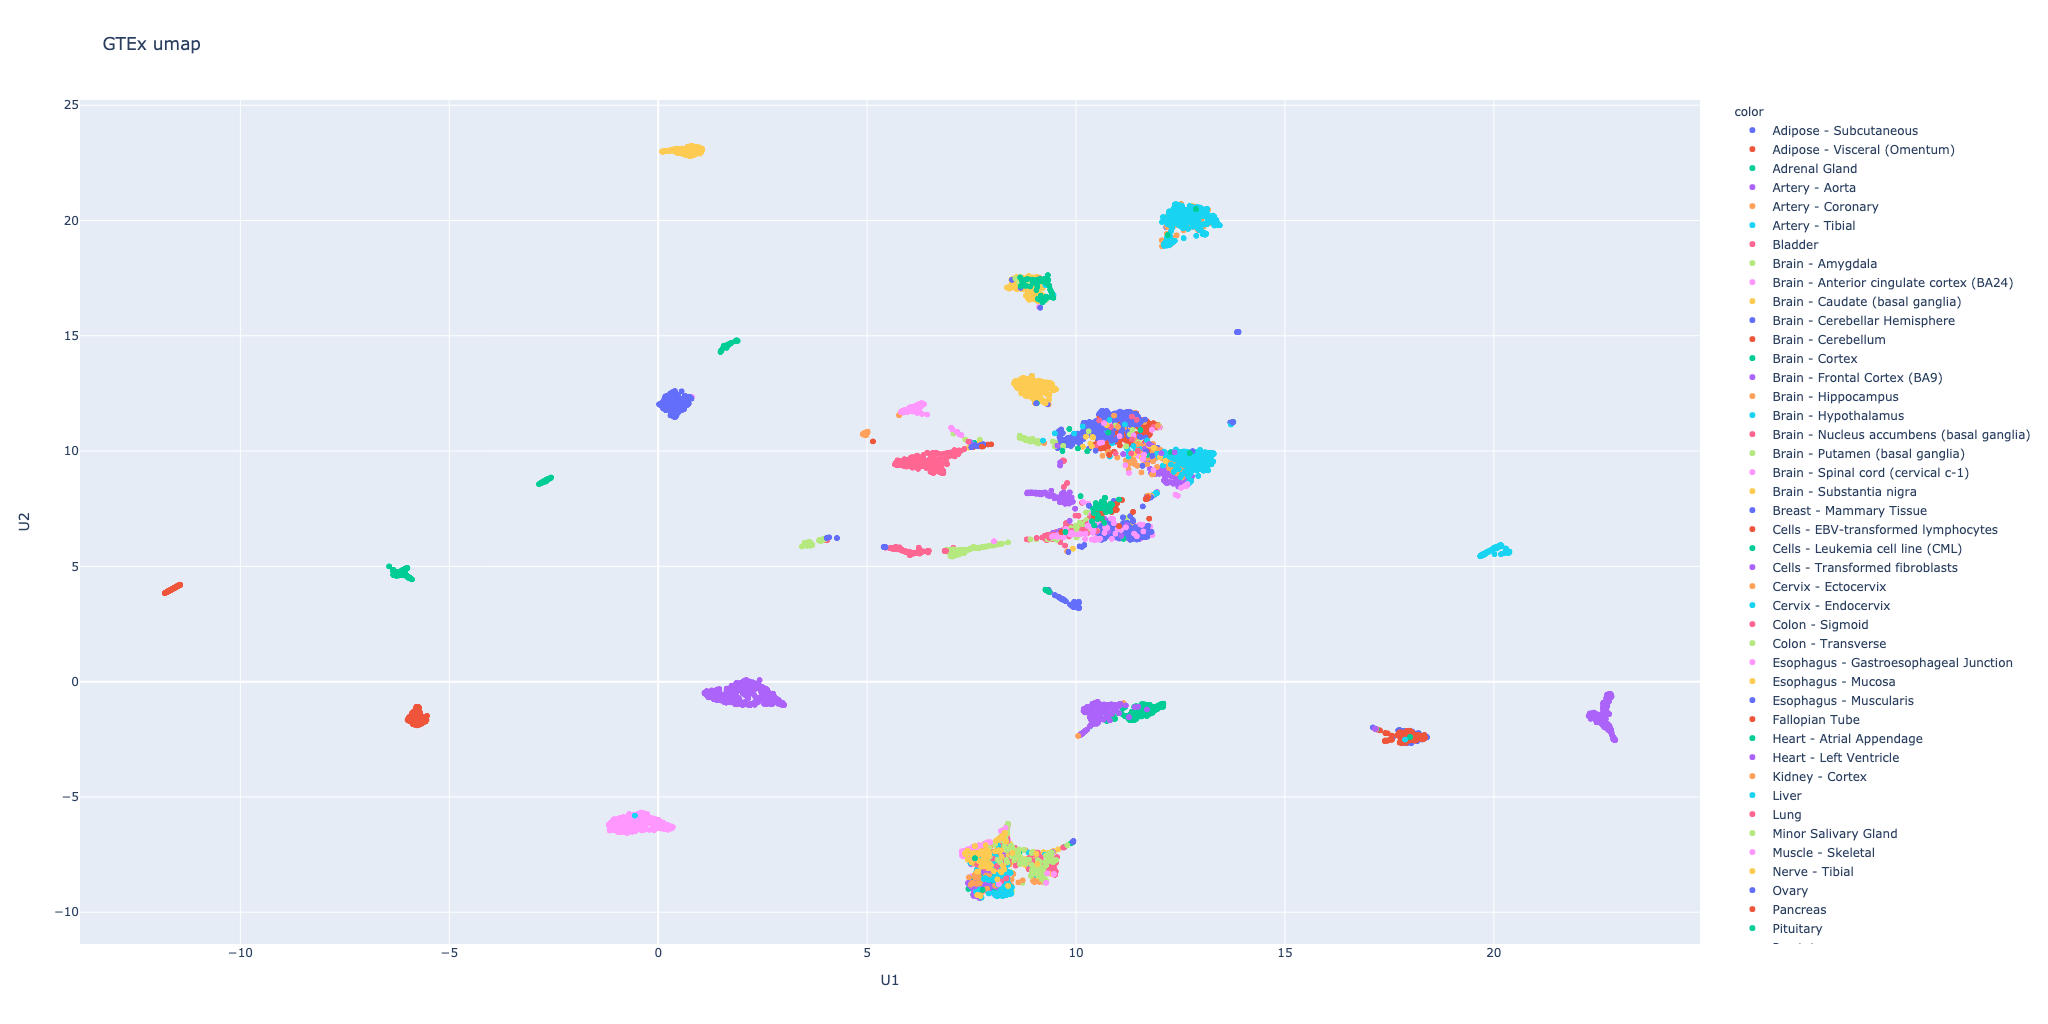 GTEx umap
color
Adipose - Subcutaneous
Adipose - Visceral (Omentum)
Adrenal Gland
Artery - Aorta
Artery - Coronary
Artery - Tibial
Bladder
Brain - Amygdala
Brain - Anterior cingulate cortex (BA24)
Brain - Caudate (basal ganglia)
Brain - Cerebellar Hemisphere
Brain - Cerebellum
Brain - Cortex
Brain - Frontal Cortex (BA9)
Brain - Hippocampus
Brain - Hypothalamus
Brain - Nucleus accumbens (basal ganglia)
Brain - Putamen (basal ganglia)
Brain - Spinal cord (cervical c-1)
Brain - Substantia nigra
Breast - Mammary Tissue
Cells - EBV-transformed lymphocytes
Cells - Leukemia cell line (CML)
Cells - Transformed fibroblasts
Cervix - Ectocervix
Cervix - Endocervix
Colon - Sigmoid
Colon - Transverse
Esophagus - Gastroesophageal Junction
Esophagus - Mucosa
Esophagus - Muscularis
Fallopian Tube
Heart - Atrial Appendage
Heart - Left Ventricle
Kidney - Cortex
Liver
Lung
Minor Salivary Gland
Muscle - Skeletal
Nerve - Tibial
Ovary
Pancreas
Pituitary
25
20
15
10
5
0
−5
−10
U2
−10
−5
0
5
10
15
20
U1